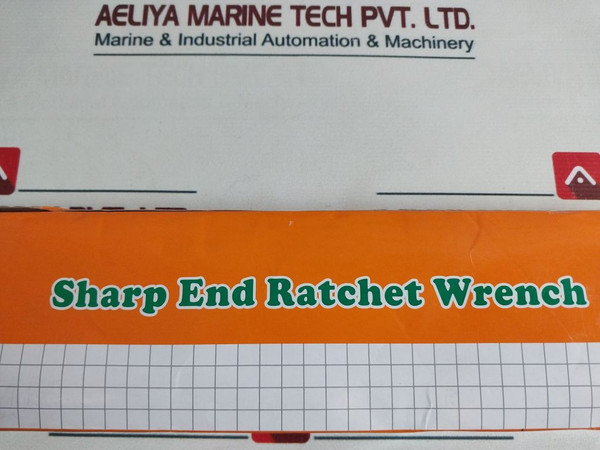 AELIYA MARINE TECH PVT. LTD.
Marine & Industrial Automation & Machinery
Sharp End Ratchet Wrench